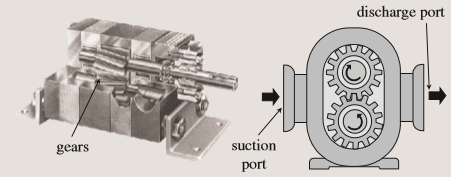 discharge port
gears
suction
port